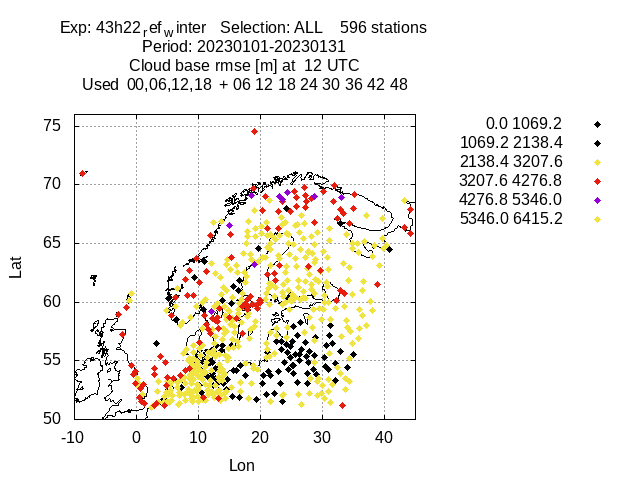 Exp: 43h22refwinter Selection: ALL 596 stations
Period: 20230101-20230131
Cloud base rmse [m] at 12 UTC
Used 00,06,12,18 + 06 12 18 24 30 36 42 48
0.0 1069.2
1069.2 2138.4
2138.4 3207.6
3207.6 4276.8
4276.8 5346.0
5346.0 6415.2
75
70
65
60
55
50
Lat
-10 0 10 20 30 40
Lon